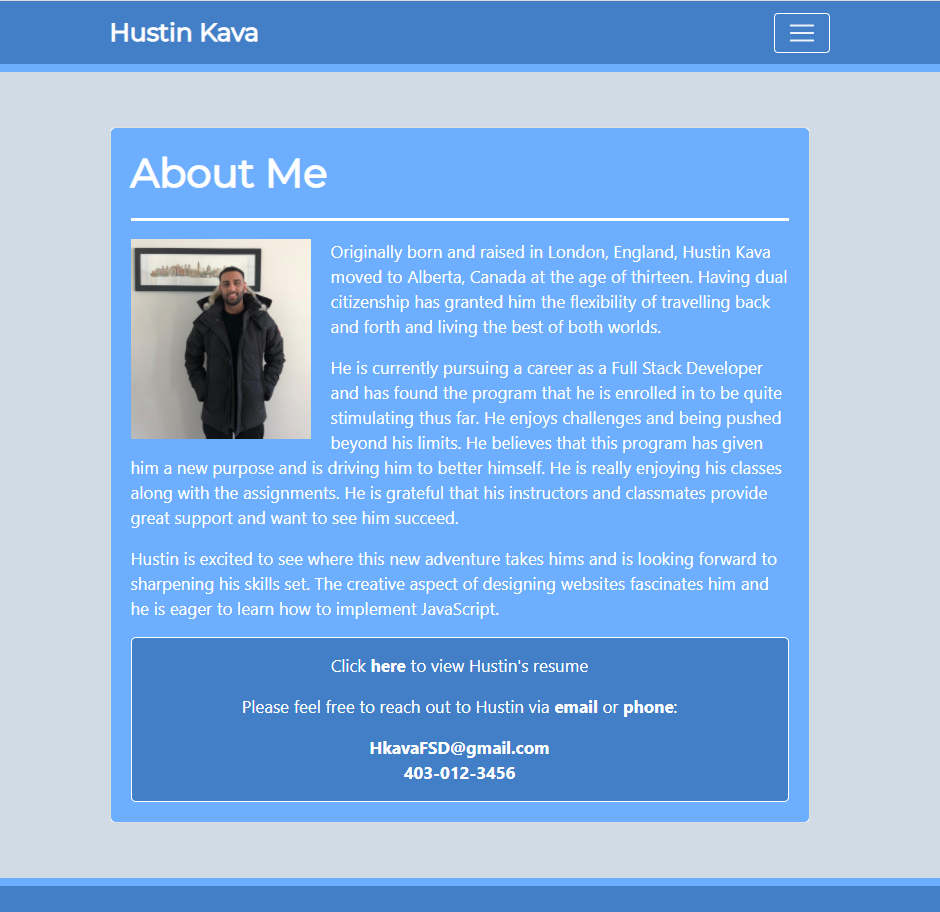 Hustin Kava
About Me
Originally born and raised in London, England, Hustin Kava
moved to Alberta, Canada at the age of thirteen. Having dual
citizenship has granted him the flexibility of travelling back
and forth and living the best of both worlds.
He is currently pursuing a career as a Full Stack Developer
and has found the program that he is enrolled in to be quite
stimulating thus far. He enjoys challenges and being pushed
beyond his limits. He believes that this program has given
him a new purpose and is driving him to better himself. He is really enjoying his classes
along with the assignments. He is grateful that his instructors and classmates provide
great support and want to see him succeed.
Hustin is excited to see where this new adventure takes hims and is looking forward to
sharpening his skills set. The creative aspect of designing websites fascinates him and
he is eager to learn how to implement JavaScript.
Click here to view Hustin's resume
Please feel free to reach out to Hustin via email or phone:
HkavaFSD@gmail.com
403-012-3456